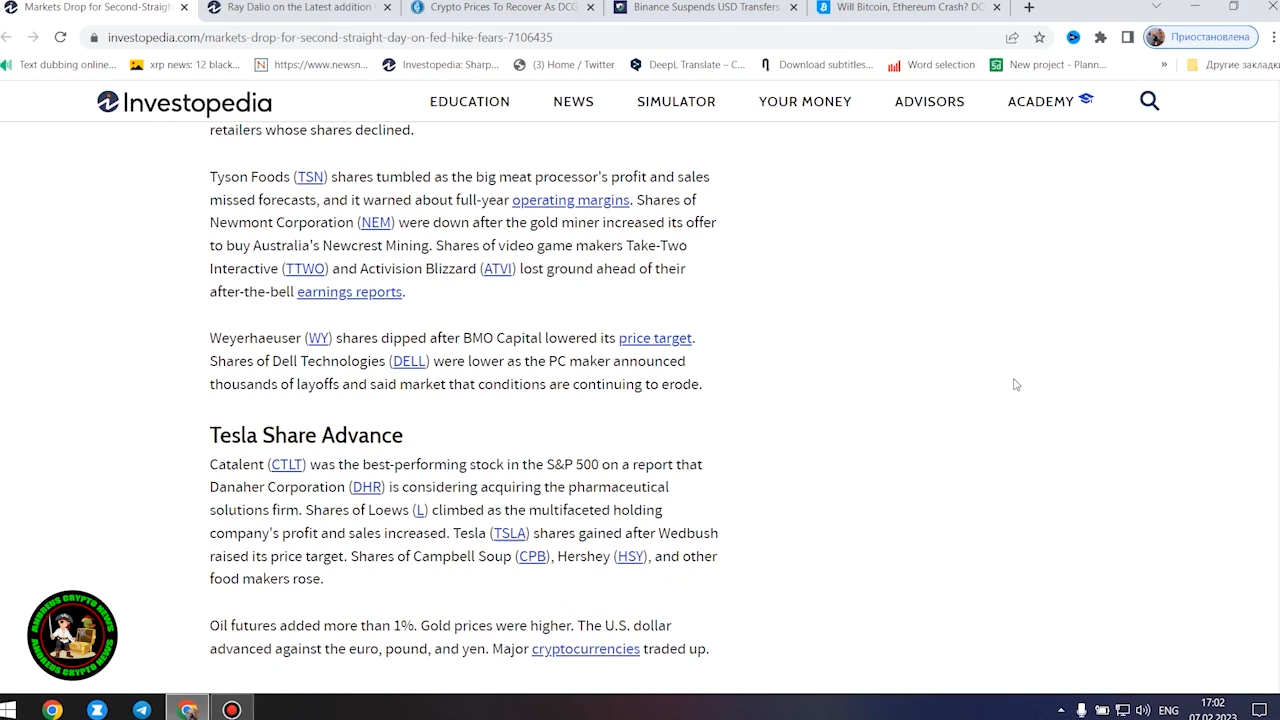 Markets Drop for Second-Straigh
Ray Dalio on the Latest addition
Crypto Prices To Recover As DCG
Binance Suspends USD Transfers
Will Bitcoin, Ethereum Crash? DC
investopedia.com/markets-drop-for-second-straight-day-on-fed-hike-fears-7106435
Приостановлена
Text dubbing online...
xrp news: 12 black...
https://www.newsn...
Investopedia: Sharp...
(3) Home / Twitter
DeepL Translate – C...
Download subtitles...
Word selection
New project - Plann...
»
Другие закладки
Investopedia
EDUCATION
NEWS
SIMULATOR
YOUR MONEY
ADVISORS
ACADEMY
retailers whose shares declined.
Tyson Foods (TSN) shares tumbled as the big meat processor's profit and sales
missed forecasts, and it warned about full-year operating margins. Shares of
Newmont Corporation (NEM) were down after the gold miner increased its offer
to buy Australia's Newcrest Mining. Shares of video game makers Take-Two
Interactive (TTWO) and Activision Blizzard (ATVI) lost ground ahead of their
after-the-bell earnings reports.
Weyerhaeuser (WY) shares dipped after BMO Capital lowered its price target.
Shares of Dell Technologies (DELL) were lower as the PC maker announced
thousands of layoffs and said market that conditions are continuing to erode.
Tesla Share Advance
Catalent (CTLT) was the best-performing stock in the S&P 500 on a report that
Danaher Corporation (DHR) is considering acquiring the pharmaceutical
solutions firm. Shares of Loews (L) climbed as the multifaceted holding
company's profit and sales increased. Tesla (TSLA) shares gained after Wedbush
raised its price target. Shares of Campbell Soup (CPB), Hershey (HSY), and other
food makers rose.
Oil futures added more than 1%. Gold prices were higher. The U.S. dollar
advanced against the euro, pound, and yen. Major cryptocurrencies traded up.
ANDREUS CRYPTO NEWS
ANDREUS CRYPTO NEWS
ENG
17:02
07.02.2023